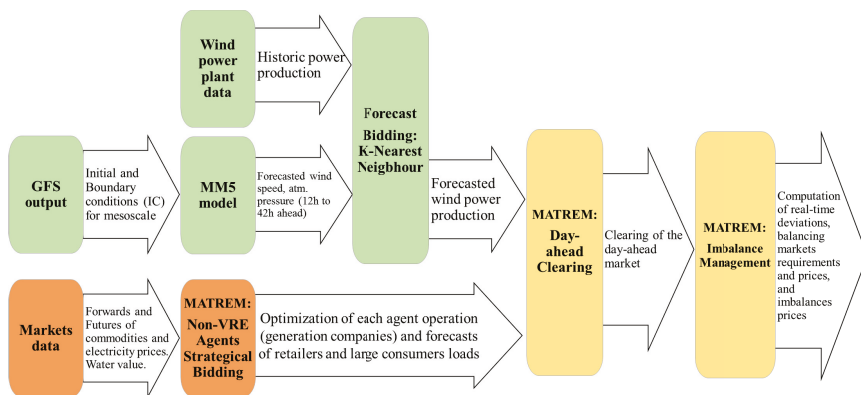 Wind
power
plant
data
Historic power
production
Forecast
Bidding:
K-Nearest
Neigbhour
GFS
output
Initial and
Boundary
conditions (IC)
for mesoscale
MM5
model
Forecasted wind
speed, atm.
pressure (12h to
42h ahead)
Forecasted
wind power
production
MATREM:
Day-
ahead
Clearing
Clearing of the
day-ahead
market
MATREM:
Imbalance
Management
Computation
of real-time
deviations,
balancing
markets
requirements
and prices,
and
imbalances
prices
Markets
data
Forwards and
Futures of
commodities and
electricity prices.
Water value.
MATREM:
Non-VRE
Agents
Strategical
Bidding
Optimization of each agent operation
(generation companies) and forecasts
of retailers and large consumers loads